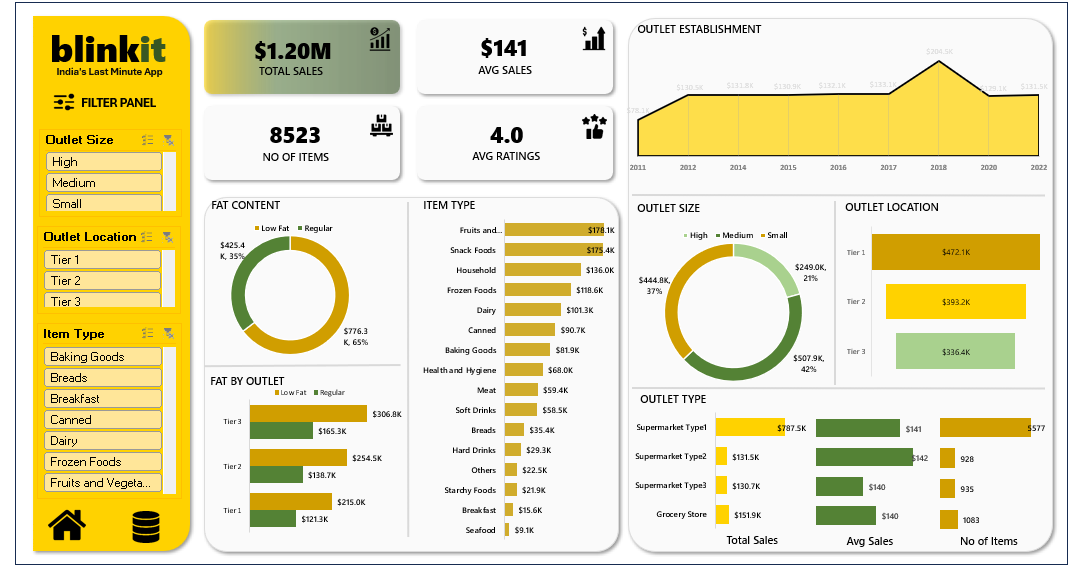 blinkit
India's Last Minute App
FILTER PANEL
Outlet Size
High
Medium
Small
Outlet Location
Tier 1
Tier 2
Tier 3
Item Type
Baking Goods
Breads
Breakfast
Canned
Dairy
Frozen Foods
Fruits and Vegeta...
$1.20M
TOTAL SALES
$141
AVG SALES
8523
NO OF ITEMS
4.0
AVG RATINGS
FAT CONTENT
Low Fat Regular
$425.4
K, 35%
$776.3
K, 65%
FAT BY OUTLET
Low Fat Regular
Tier 3 $306.8K
$165.3K
Tier 2 $254.5K
$138.7K
Tier 1 $215.0K
$121.3K
ITEM TYPE
Fruits and... $178.1K
Snack Foods $175.4K
Household $136.0K
Frozen Foods $118.6K
Dairy $101.3K
Canned $90.7K
Baking Goods $81.9K
Health and Hygiene $68.0K
Meat $59.4K
Soft Drinks $58.5K
Breads $35.4K
Hard Drinks $29.3K
Others $22.5K
Starchy Foods $21.9K
Breakfast $15.6K
Seafood $9.1K
OUTLET ESTABLISHMENT
$204.5K
$78.1K $130.9K $131.8K $130.9K $132.1K $133.1K $129.1K $131.5K
2011 2012 2014 2015 2016 2017 2018 2020 2022
OUTLET SIZE
High Medium Small
$444.8K,
37%
$249.0K,
21%
$507.9K,
42%
OUTLET LOCATION
Tier 1 $472.1K
Tier 2 $393.2K
Tier 3 $336.4K
OUTLET TYPE
Supermarket Type1 $787.5K $141 5577
Supermarket Type2 $131.5K $142 928
Supermarket Type3 $130.7K $140 935
Grocery Store $151.9K $140 1083
Total Sales Avg Sales No of Items